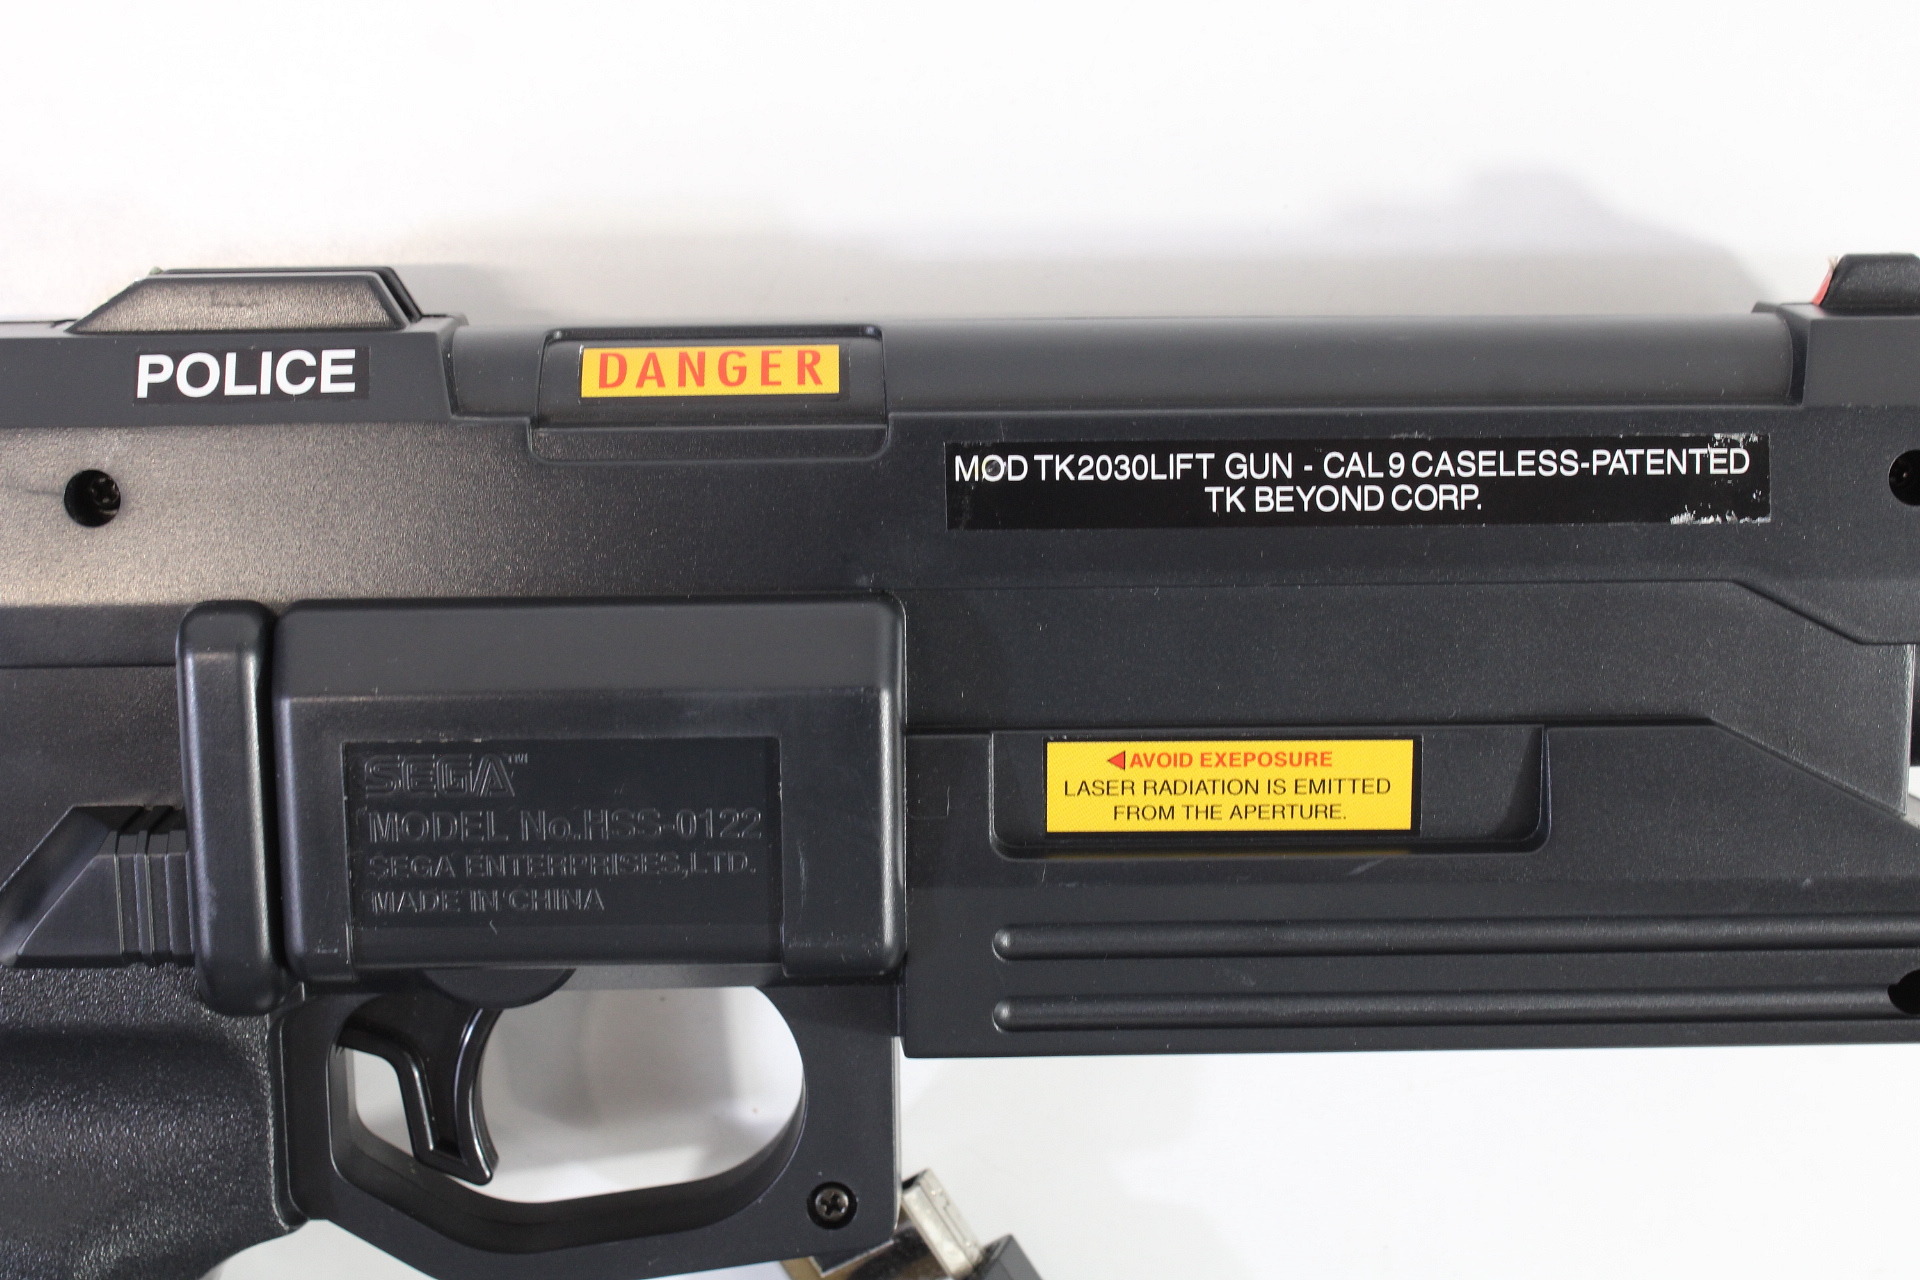 POLICE
DANGER
MOD TK2030LIFT GUN - CAL 9 CASELESS-PATENTED
TK BEYOND CORP.
SEGA™
MODEL No.HSS-0122
SEGA ENTERPRISES,LTD.
MADE IN CHINA
◀AVOID EXEPOSURE
LASER RADIATION IS EMITTED
FROM THE APERTURE.